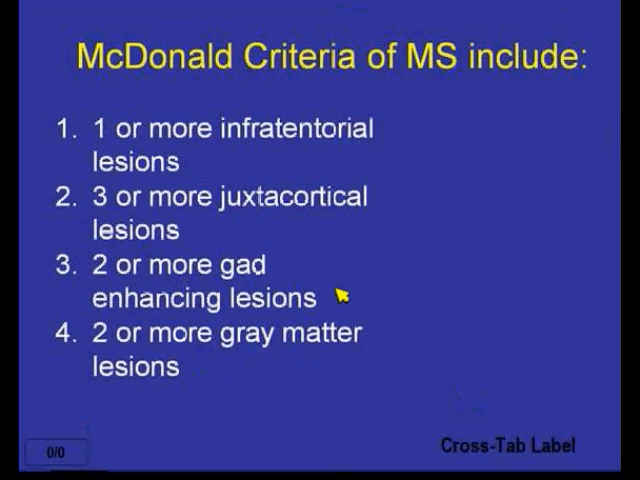 McDonald Criteria of MS include:
1. 1 or more infratentorial
lesions
2. 3 or more juxtacortical
lesions
3. 2 or more gad
enhancing lesions
4. 2 or more gray matter
lesions
0/0
Cross-Tab Label